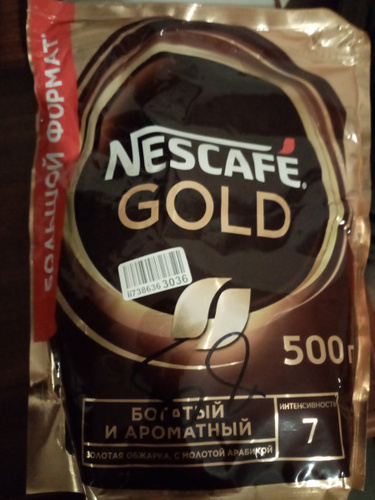 БОЛЬШОЙ ФОРМАТ
NESCAFÉ
GOLD
8738636 3036
500г
БОГАТЫЙ
И АРОМАТНЫЙ
ЗОЛОТАЯ ОБЖАРКА, С МОЛОТОЙ АРАБИКОЙ
ИНТЕНСИВНОСТЬ
7